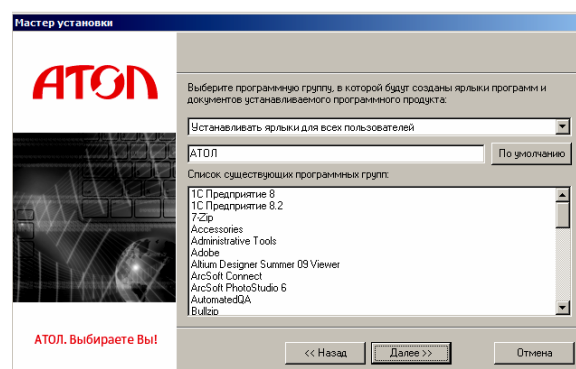 Мастер установки
АТОЛ
Выберите программную группу, в которой будут созданы ярлыки программ и
документов устанавливаемого программного продукта:
Устанавливать ярлыки для всех пользователей
АТОЛ
По умолчанию
Список существующих программных групп:
1С Предприятие 8
1С Предприятие 8.2
7-Zip
Accessories
Administrative Tools
Adobe
Altium Designer Summer 09 Viewer
ArcSoft Connect
ArcSoft PhotoStudio 6
AutomatedQA
Bullzip
АТОЛ. Выбираете Вы!
<< Назад
Далее >>
Отмена